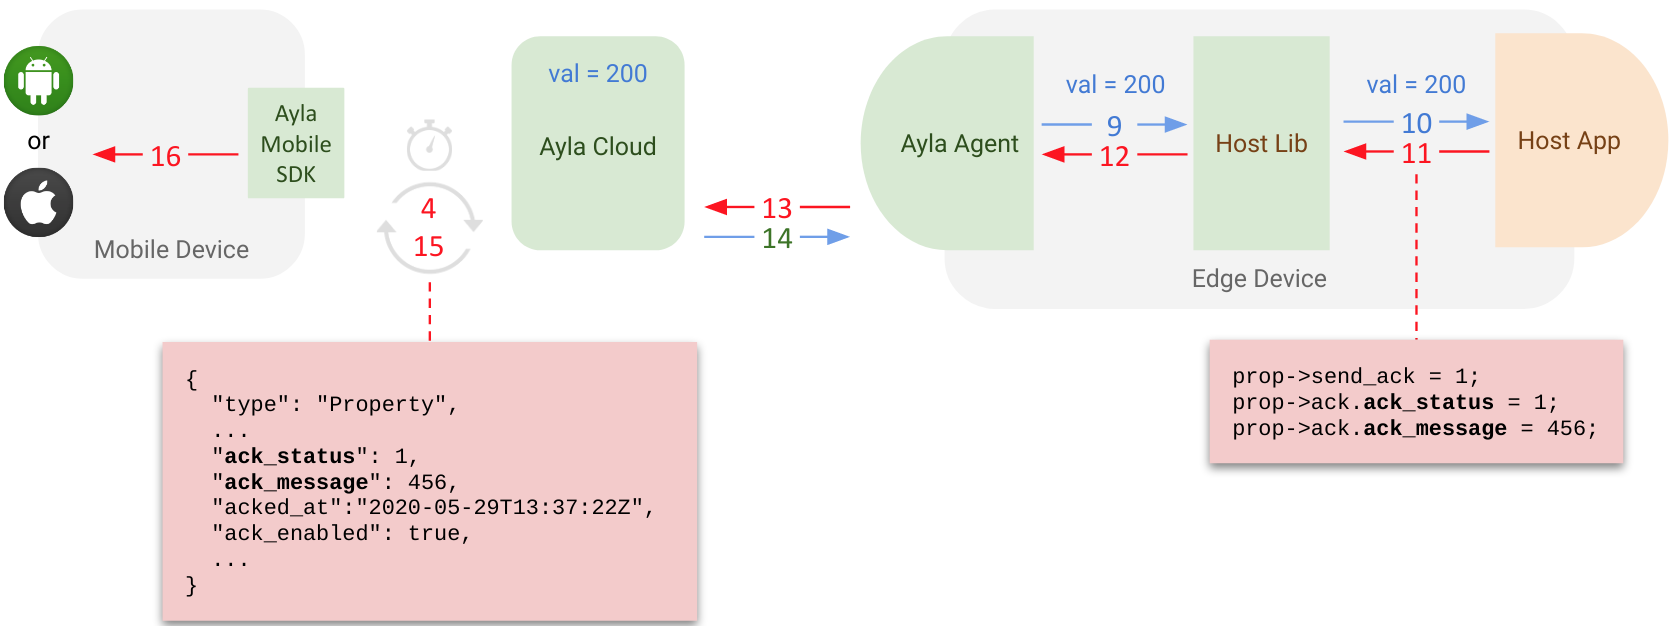 or
16
Ayla
Mobile
SDK
Mobile Device
4
15
val = 200
Ayla Cloud
13
14
Ayla Agent
val = 200
9
12
Host Lib
val = 200
10
11
Host App
Edge Device
{
  "type": "Property",
  ...
  "ack_status": 1,
  "ack_message": 456,
  "acked_at":"2020-05-29T13:37:22Z",
  "ack_enabled": true,
  ...
}
prop->send_ack = 1;
prop->ack.ack_status = 1;
prop->ack.ack_message = 456;